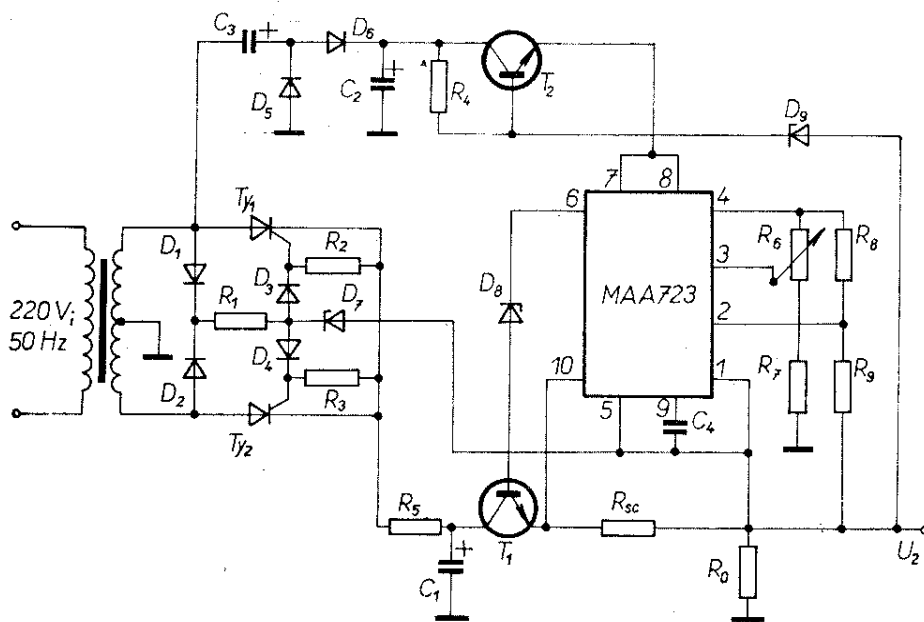 C3 +
D6
+
C2
D5
R4
T2
D9
7 8
6
4
Ty1
D1
R2
D3
D7
R1
220 V, 50 Hz
D4
D2
R3
Ty2
D8
MAA723
3
2
10
1
5
9
C4
R6
R8
R7
R9
R5
+
C1
T1
Rsc
R0
U2